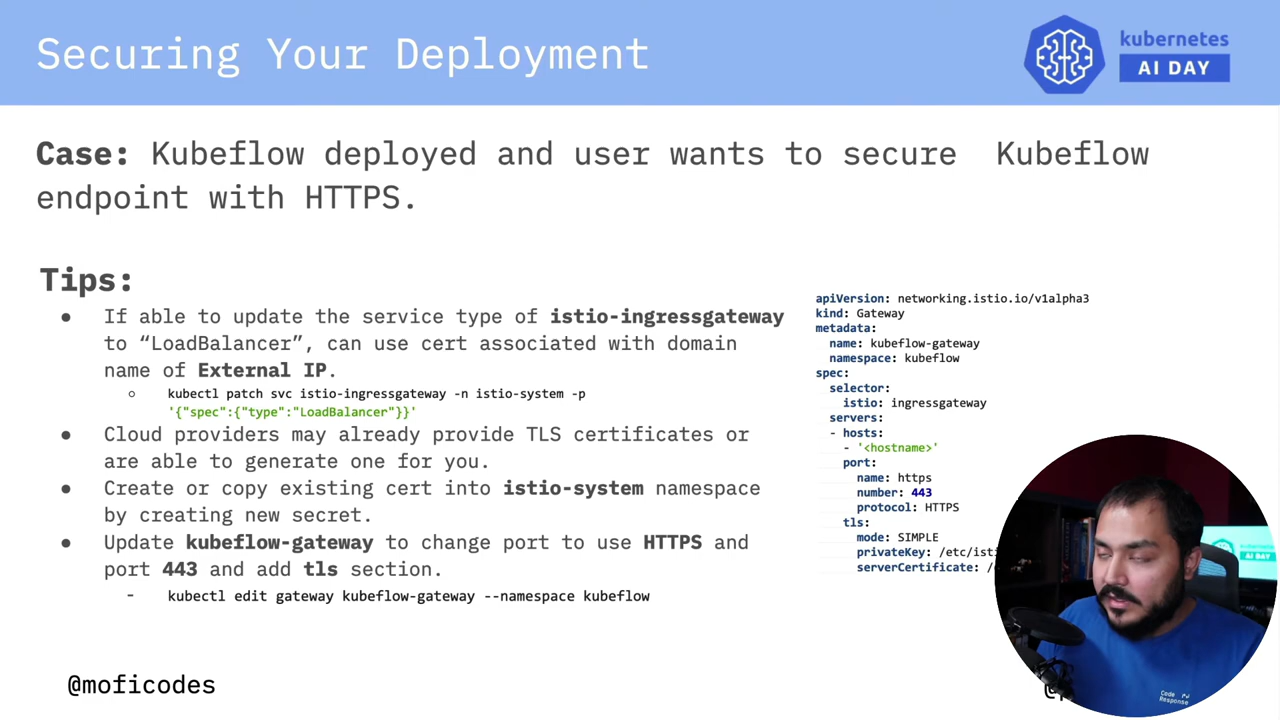 Securing Your Deployment
kubernetes
AI DAY
Case: Kubeflow deployed and user wants to secure Kubeflow
endpoint with HTTPS.
Tips:
● If able to update the service type of istio-ingressgateway
to “LoadBalancer”, can use cert associated with domain
name of External IP.
○ kubectl patch svc istio-ingressgateway -n istio-system -p
'{"spec":{"type":"LoadBalancer"}}'
● Cloud providers may already provide TLS certificates or
are able to generate one for you.
● Create or copy existing cert into istio-system namespace
by creating new secret.
● Update kubeflow-gateway to change port to use HTTPS and
port 443 and add tls section.
- kubectl edit gateway kubeflow-gateway --namespace kubeflow
apiVersion: networking.istio.io/v1alpha3
kind: Gateway
metadata:
name: kubeflow-gateway
namespace: kubeflow
spec:
selector:
istio: ingressgateway
servers:
- hosts:
- '<hostname>'
port:
name: https
number: 443
protocol: HTTPS
tls:
mode: SIMPLE
privateKey:
serverCertificate:
kubernetes
AI DAY
Code
Response
@moficodes